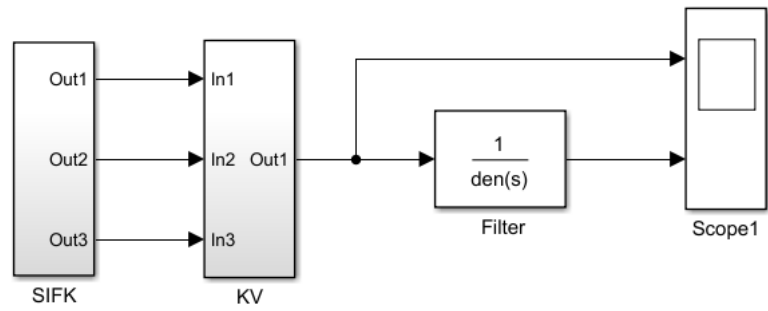 Out1
In1
Out2
In2
Out1
1
den(s)
Out3
In3
Filter
Scope1
SIFK
KV